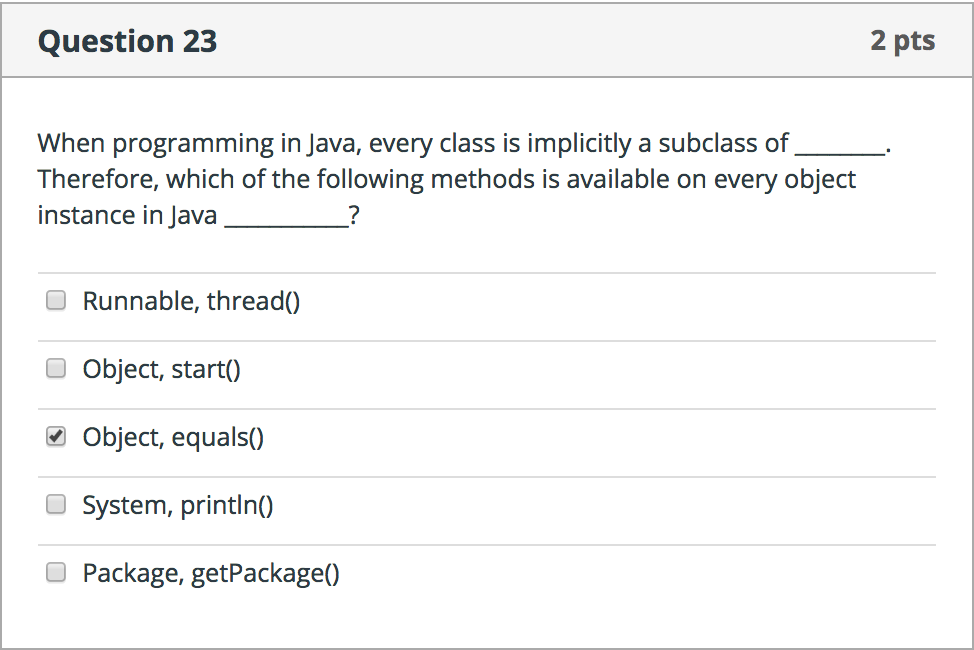 Question 23
2 pts
When programming in Java, every class is implicitly a subclass of ________.
Therefore, which of the following methods is available on every object
instance in Java ___________?
Runnable, thread()
Object, start()
Object, equals()
System, println()
Package, getPackage()